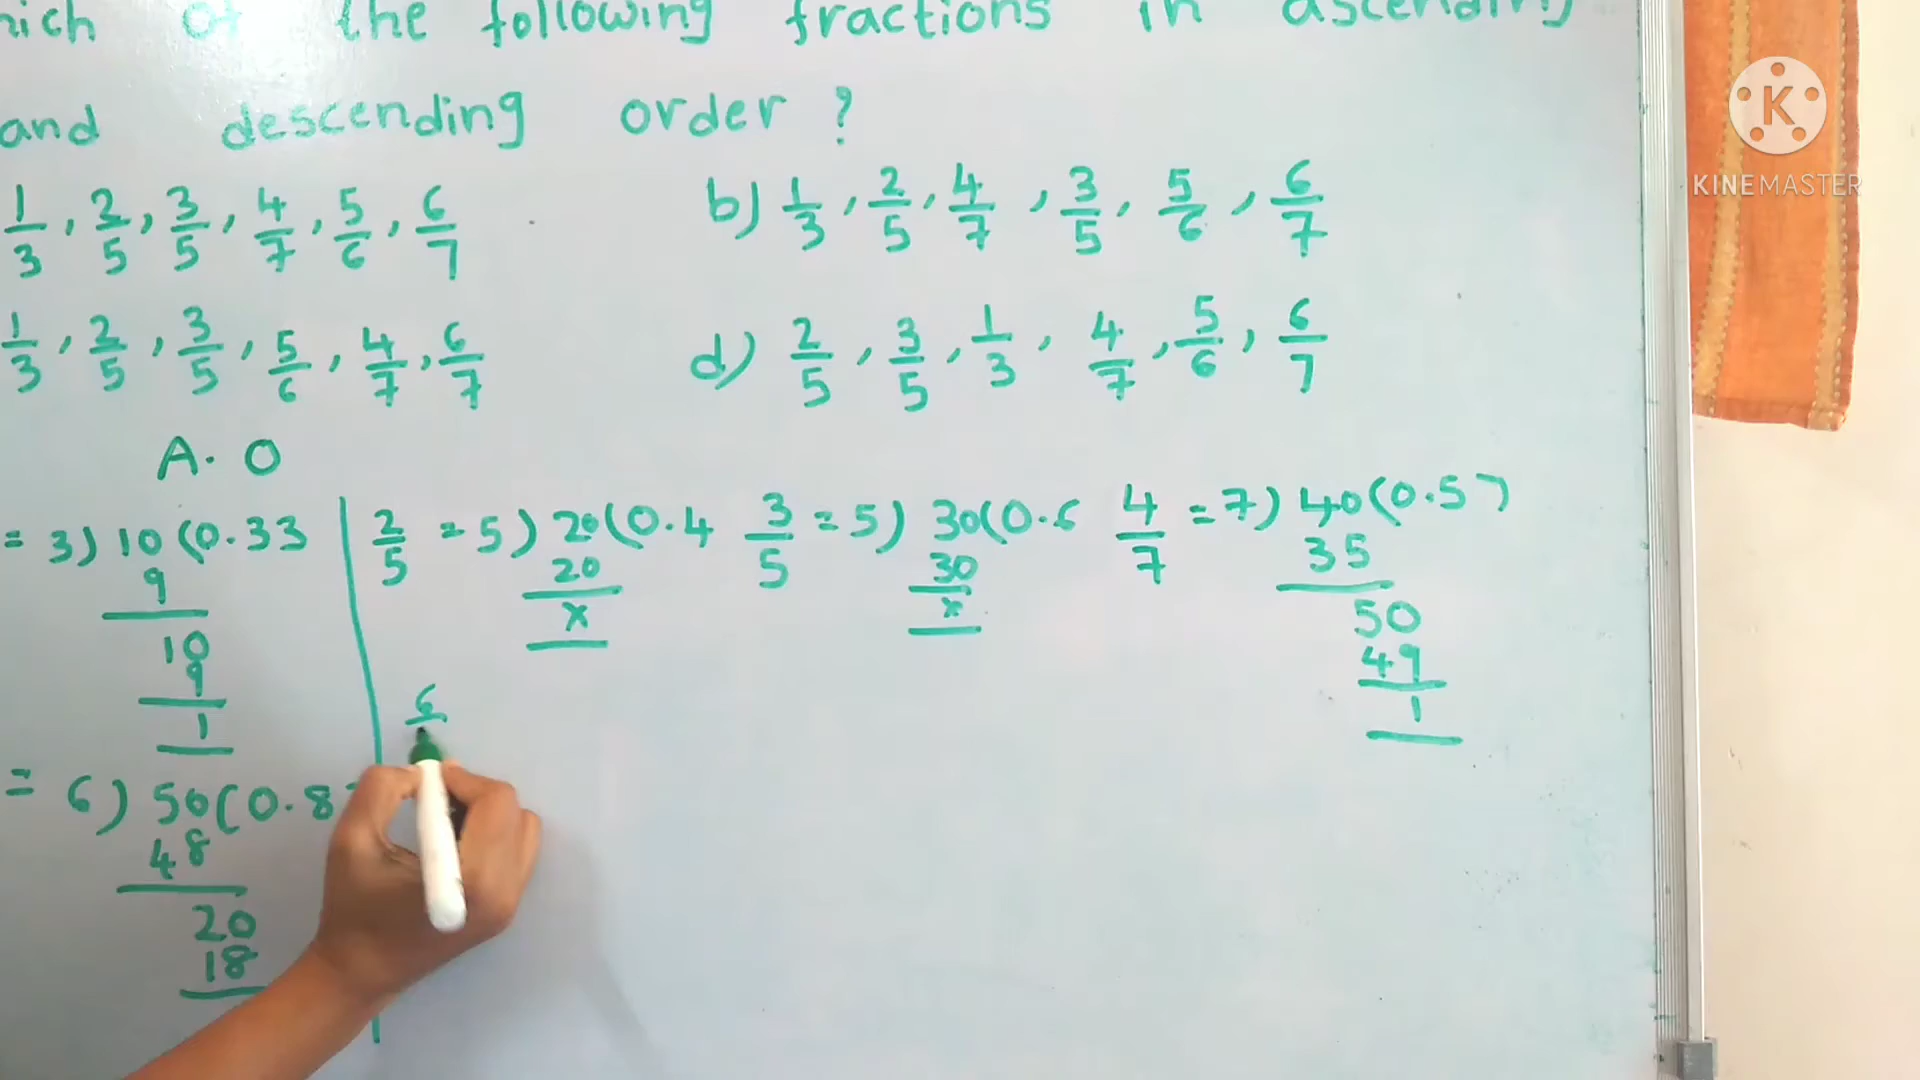 hich of the following fractions in ascending
and descending order ?
1/3, 2/5, 3/5, 4/7, 5/6, 6/7
b) 1/3, 2/5, 4/7, 3/5, 5/6, 6/7
1/3, 2/5, 3/5, 5/6, 4/7, 6/7
d) 2/5, 3/5, 1/3, 4/7, 5/6, 6/7
A. O
= 3) 10 (0.33
9
10
9
1
2/5 = 5) 20 (0.4
20
x
3/5 = 5) 30 (0.6
30
x
4/7 = 7) 40 (0.57
35
50
49
1
= 6) 50 (0.8
48
20
18
6
K
KINEMASTER